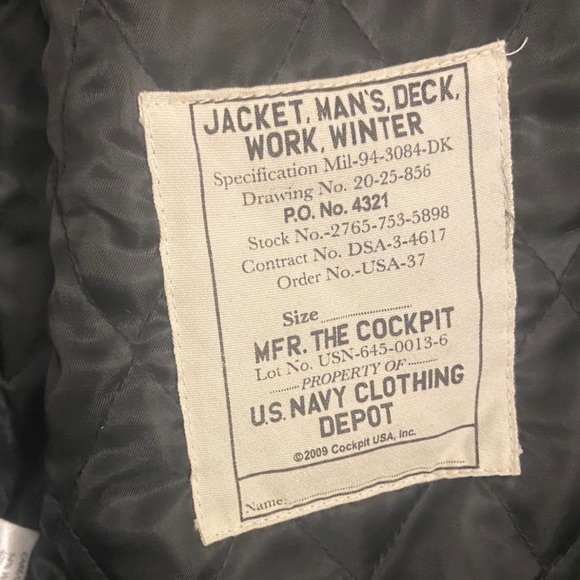 JACKET, MAN'S, DECK,
WORK, WINTER
Specification Mil-94-3084-DK
Drawing No. 20-25-856
P.O. No. 4321
Stock No.-2765-753-5898
Contract No. DSA-3-4617
Order No.-USA-37
Size
MFR. THE COCKPIT
Lot No. USN-645-0013-6
PROPERTY OF
U.S. NAVY CLOTHING
DEPOT
©2009 Cockpit USA, Inc.
Name: